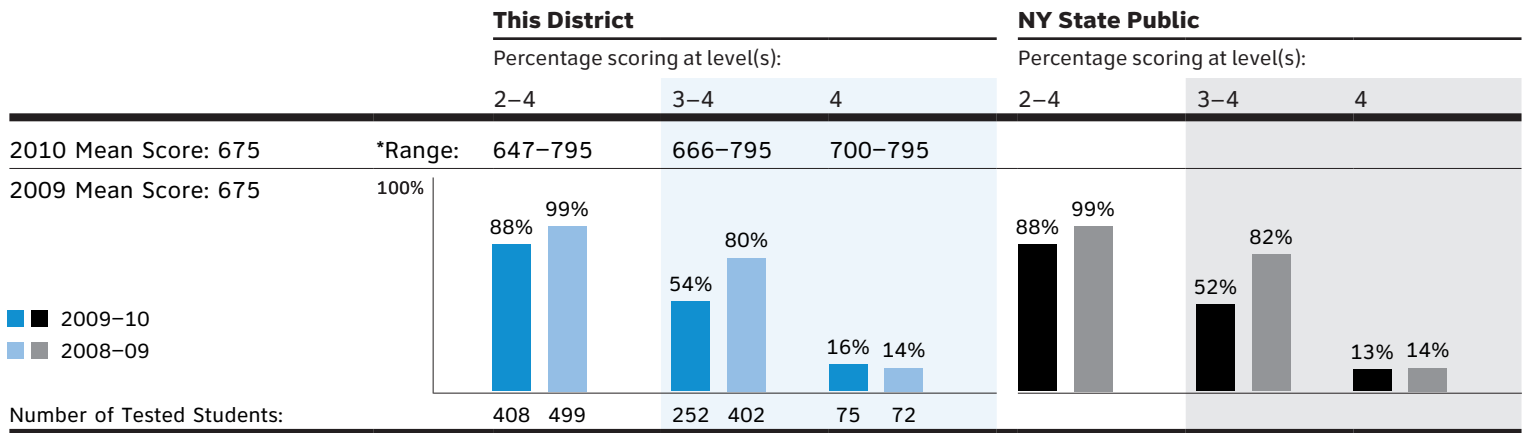 This District NY State Public
Percentage scoring at level(s): Percentage scoring at level(s):
2–4 3–4 4 2–4 3–4 4
2010 Mean Score: 675 *Range: 647–795 666–795 700–795
2009 Mean Score: 675 100%
88% 99% 54% 80% 16% 14% 88% 99% 52% 82% 13% 14%
2009–10
2008–09
Number of Tested Students: 408 499 252 402 75 72